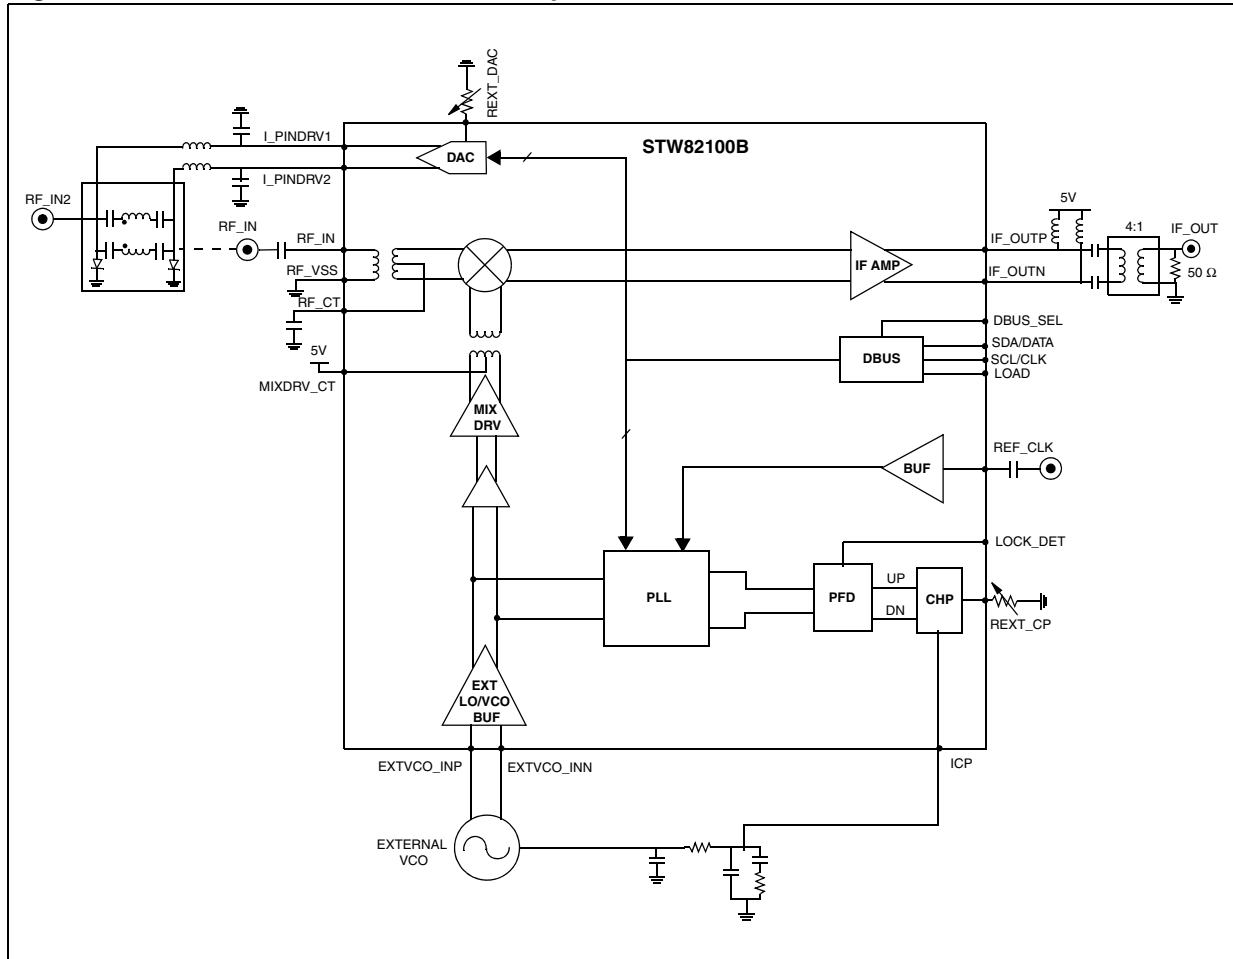 REXT_DAC
I_PINDRV1
STW82100B
DAC
I_PINDRV2
RF_IN2
5V
RF_IN
RF_IN
4:1
IF_OUT
IF_OUTP
IF AMP
RF_VSS
IF_OUTN
50 Ω
RF_CT
DBUS_SEL
5V
SDA/DATA
DBUS
SCL/CLK
LOAD
MIXDRV_CT
MIX
DRV
REF_CLK
BUF
LOCK_DET
UP
PLL
PFD
CHP
DN
REXT_CP
EXT
LO/VCO
BUF
EXTVCO_INP
EXTVCO_INN
ICP
EXTERNAL
VCO